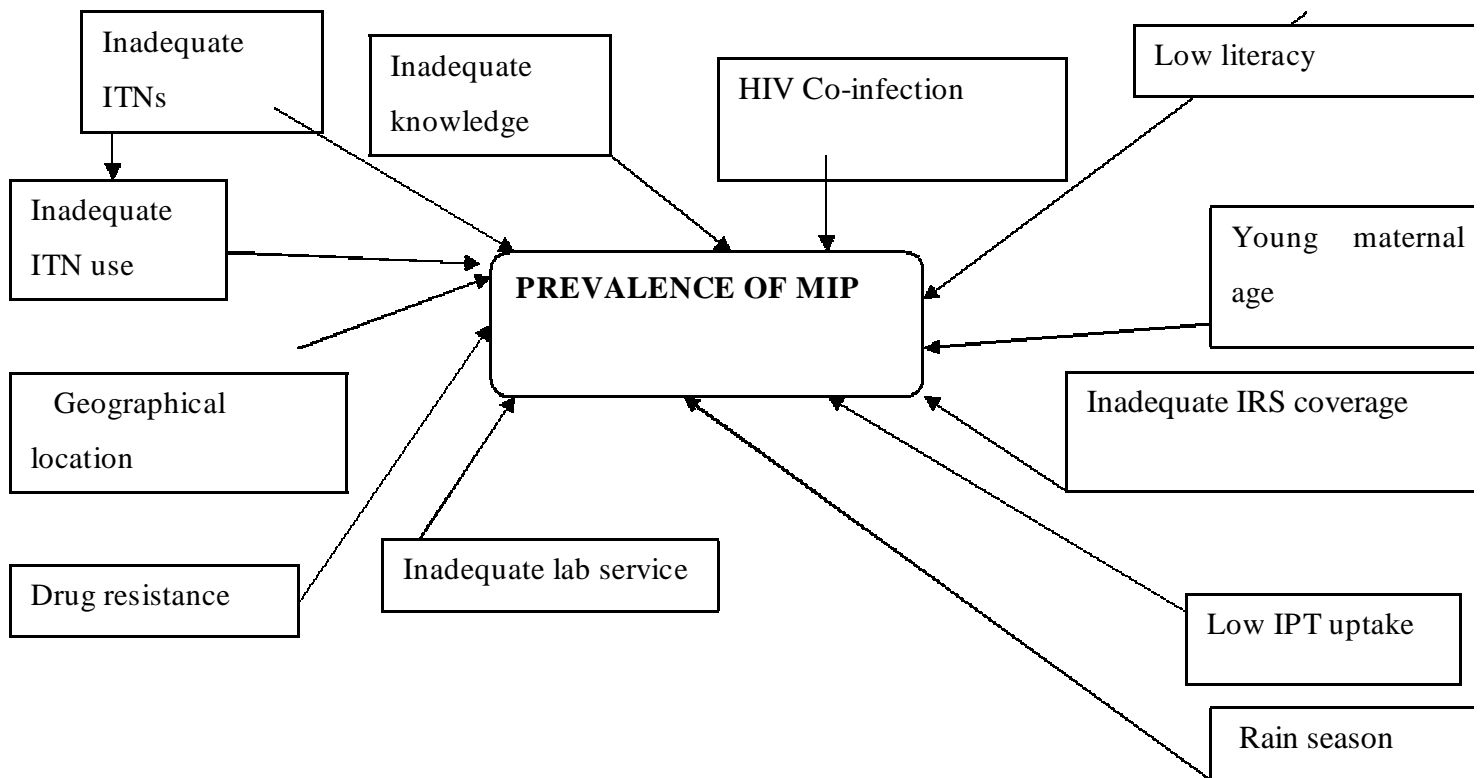 Inadequate
ITNs
Inadequate
knowledge
HIV Co-infection
Low literacy
Inadequate
ITN use
Young maternal
age
PREVALENCE OF MIP
Geographical
location
Inadequate IRS coverage
Drug resistance
Inadequate lab service
Low IPT uptake
Rain season